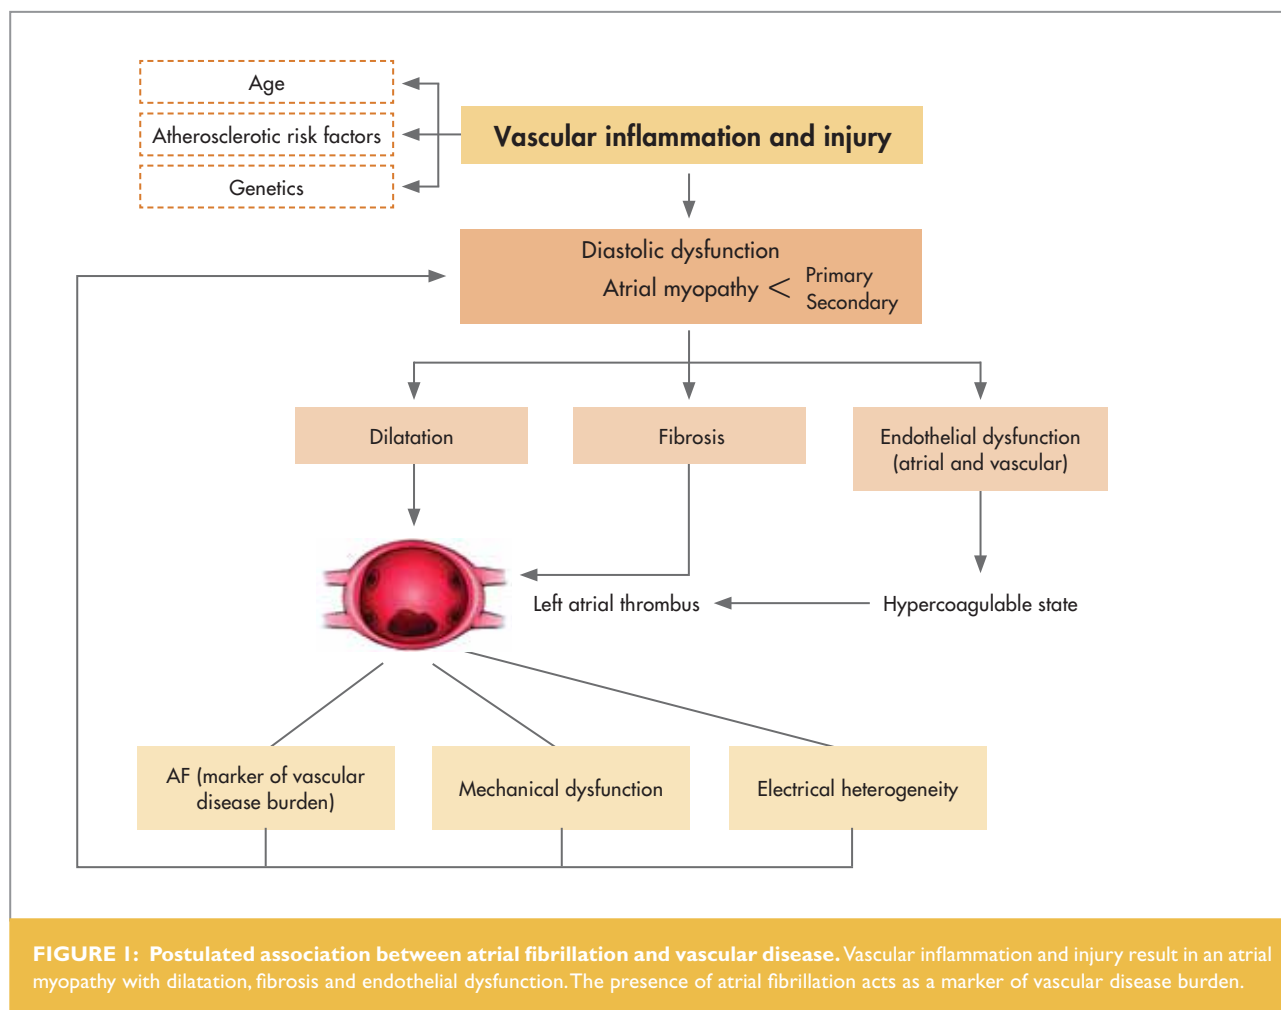 Age
Atherosclerotic risk factors
Genetics
Vascular inflammation and injury
Diastolic dysfunction
Atrial myopathy < Primary
Secondary
Dilatation
Fibrosis
Endothelial dysfunction
(atrial and vascular)
Left atrial thrombus
Hypercoagulable state
AF (marker of vascular
disease burden)
Mechanical dysfunction
Electrical heterogeneity
FIGURE 1: Postulated association between atrial fibrillation and vascular disease. Vascular inflammation and injury result in an atrial
myopathy with dilatation, fibrosis and endothelial dysfunction. The presence of atrial fibrillation acts as a marker of vascular disease burden.